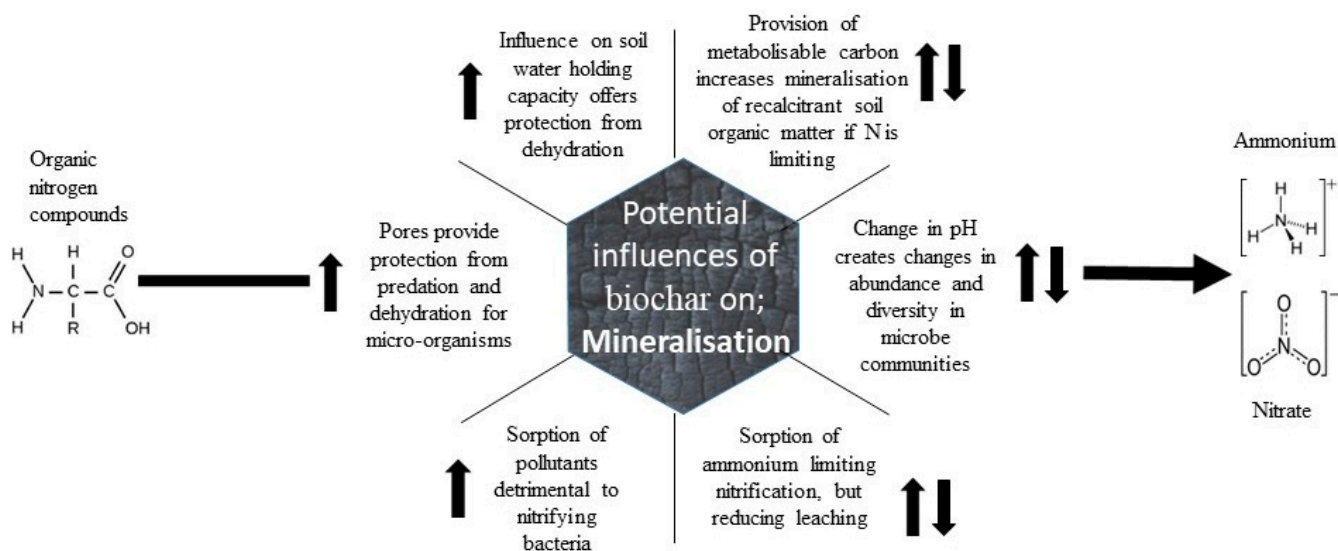 Organic
nitrogen
compounds
H
H
O
N
C
C
H
R
OH
Influence on soil
water holding
capacity offers
protection from
dehydration
Provision of
metabolisable carbon
increases mineralisation
of recalcitrant soil
organic matter if N is
limiting
Pores provide
protection from
predation and
dehydration for
micro-organisms
Potential
influences of
biochar on;
Mineralisation
Change in pH
creates changes in
abundance and
diversity in
microbe
communities
Sorption of
pollutants
detrimental to
nitrifying
bacteria
Sorption of
ammonium limiting
nitrification, but
reducing leaching
Ammonium
H
+
N
H
H
H
O
−
N
O
O
Nitrate